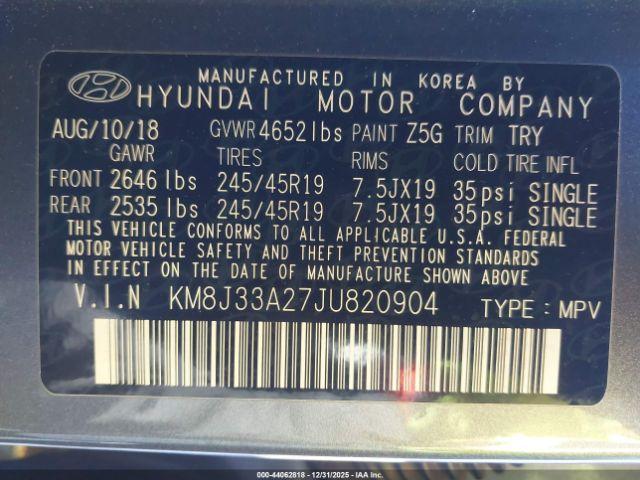 MANUFACTURED IN KOREA BY
HYUNDAI MOTOR COMPANY
AUG/10/18 GVWR 4652 lbs PAINT Z5G TRIM TRY
GAWR TIRES RIMS COLD TIRE INFL
FRONT 2646 lbs 245/45R19 7.5JX19 35psi SINGLE
REAR 2535 lbs 245/45R19 7.5JX19 35psi SINGLE
THIS VEHICLE CONFORMS TO ALL APPLICABLE U.S.A. FEDERAL
MOTOR VEHICLE SAFETY AND THEFT PREVENTION STANDARDS
IN EFFECT ON THE DATE OF MANUFACTURE SHOWN ABOVE.
V.I.N KM8J33A27JU820904 TYPE : MPV
000-44062818 - 12/31/2025 - IAAI.com